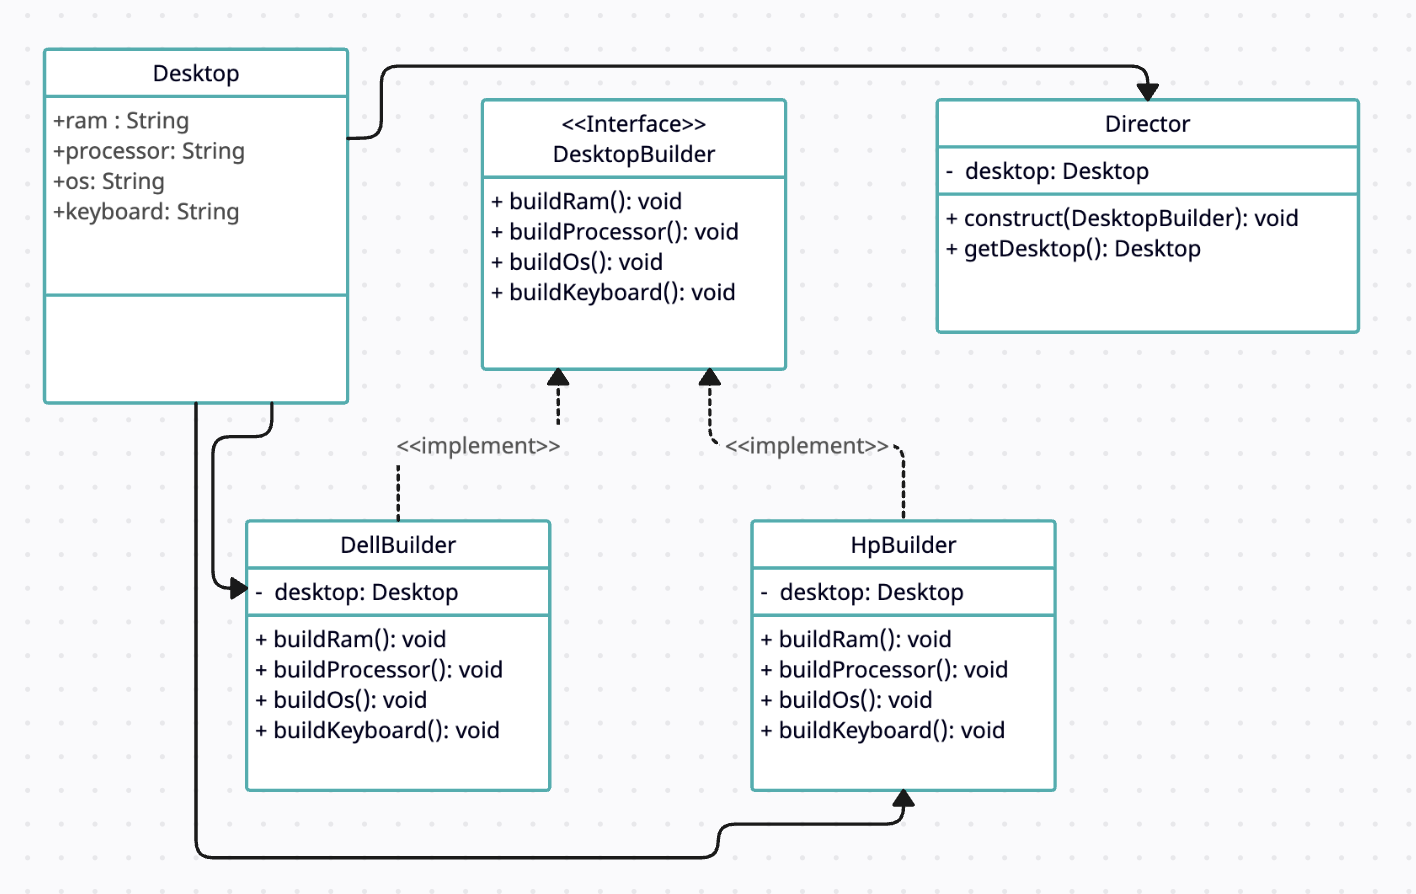 Desktop
+ram : String
+processor: String
+os: String
+keyboard: String
<<Interface>>
DesktopBuilder
+ buildRam(): void
+ buildProcessor(): void
+ buildOs(): void
+ buildKeyboard(): void
Director
- desktop: Desktop
+ construct(DesktopBuilder): void
+ getDesktop(): Desktop
<<implement>>
<<implement>>
DellBuilder
- desktop: Desktop
+ buildRam(): void
+ buildProcessor(): void
+ buildOs(): void
+ buildKeyboard(): void
HpBuilder
- desktop: Desktop
+ buildRam(): void
+ buildProcessor(): void
+ buildOs(): void
+ buildKeyboard(): void